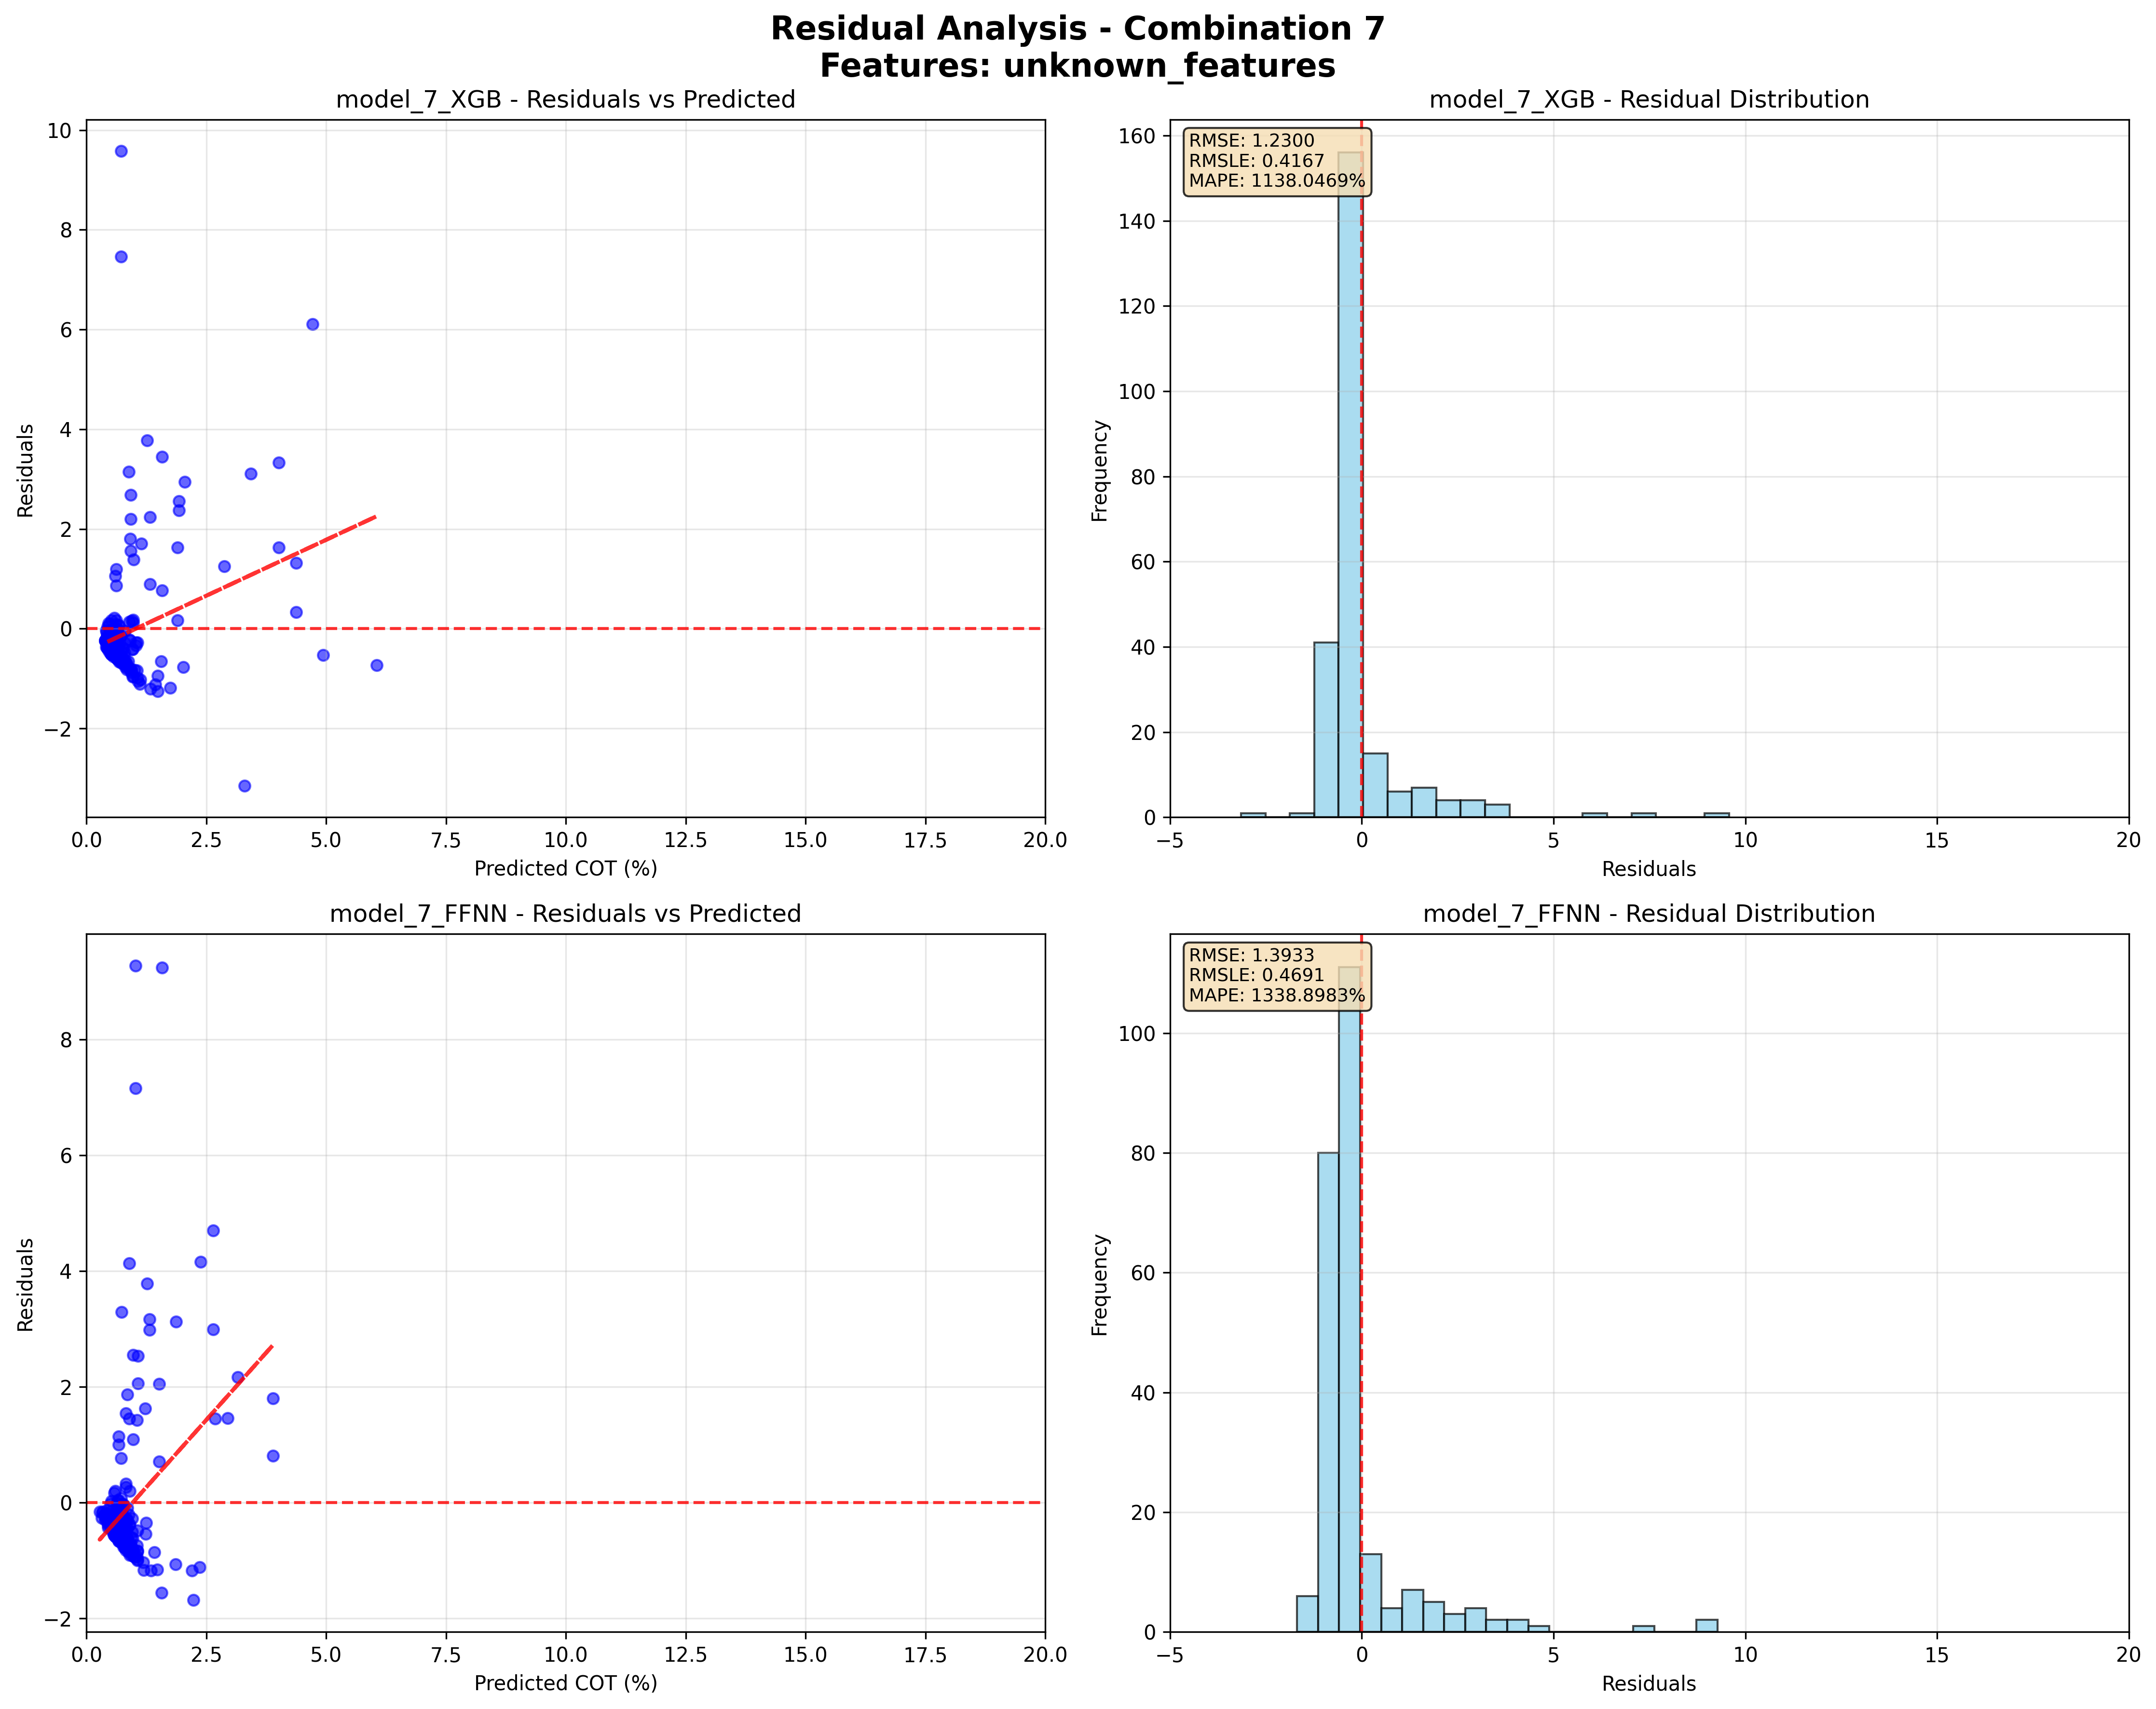 Residual Analysis - Combination 7
Features: unknown_features
model_7_XGB - Residuals vs Predicted
10
8
6
4
2
0
−2
Residuals
0.0 2.5 5.0 7.5 10.0 12.5 15.0 17.5 20.0
Predicted COT (%)
model_7_XGB - Residual Distribution
RMSE: 1.2300
RMSLE: 0.4167
MAPE: 1138.0469%
160
140
120
100
80
60
40
20
0
Frequency
−5 0 5 10 15 20
Residuals
model_7_FFNN - Residuals vs Predicted
8
6
4
2
0
−2
Residuals
0.0 2.5 5.0 7.5 10.0 12.5 15.0 17.5 20.0
Predicted COT (%)
model_7_FFNN - Residual Distribution
RMSE: 1.3933
RMSLE: 0.4691
MAPE: 1338.8983%
100
80
60
40
20
0
Frequency
−5 0 5 10 15 20
Residuals